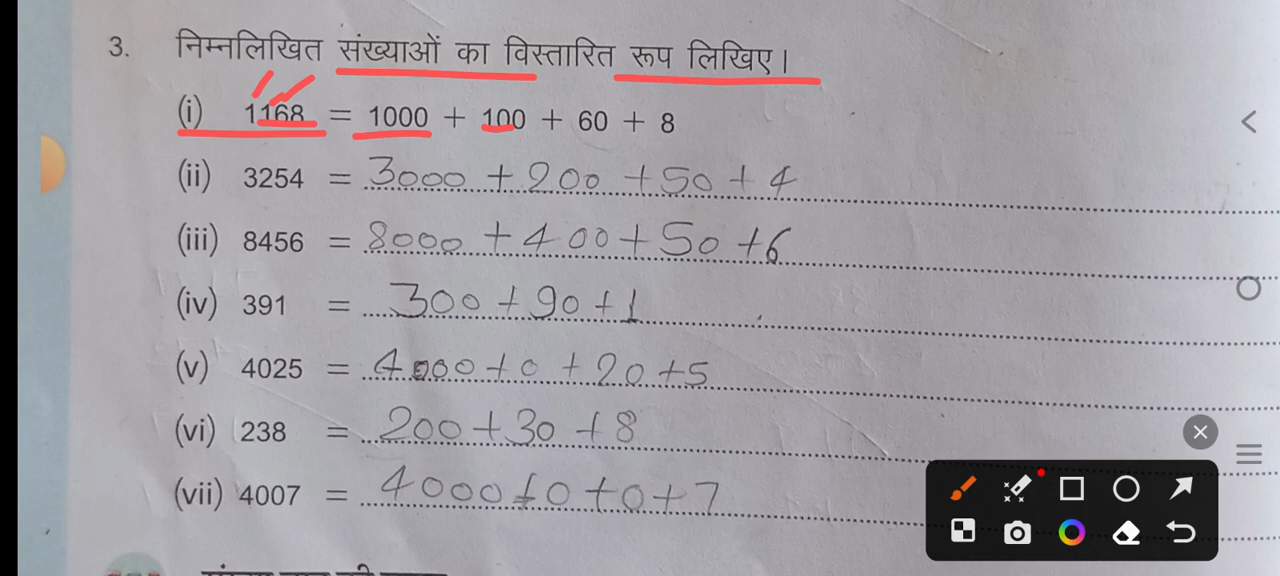 3. निम्नलिखित संख्याओं का विस्तारित रूप लिखिए।
(i) 1168 = 1000 + 100 + 60 + 8
(ii) 3254 = 3000 + 200 + 50 + 4
(iii) 8456 = 8000 + 400 + 50 + 6
(iv) 391 = 300 + 90 + 1
(v) 4025 = 4000 + 0 + 20 + 5
(vi) 238 = 200 + 30 + 8
(vii) 4007 = 4000 + 0 + 0 + 7